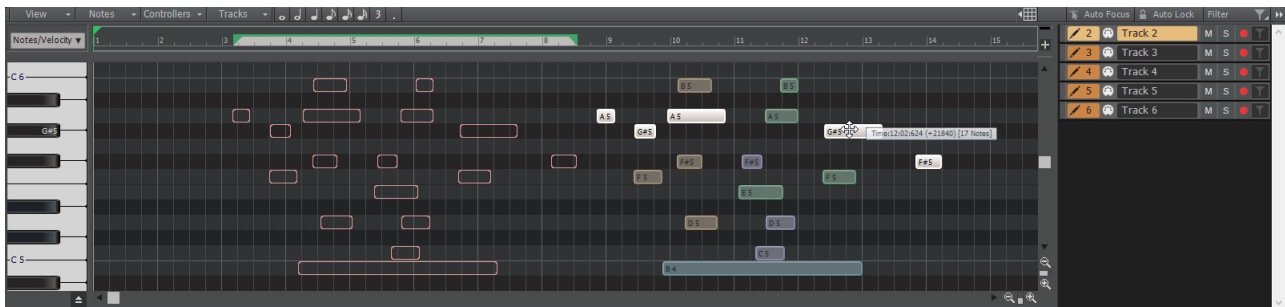 View Notes Controllers Tracks 3 . Auto Focus Auto Lock Filter
Notes/Velocity 1 2 3 4 5 6 7 8 9 10 11 12 13 14 15
2 Track 2 M S
3 Track 3 M S
4 Track 4 M S
5 Track 5 M S
6 Track 6 M S
C 6
B 5 B 5
A 5 A 5 A 5
G#5 G#5 G#5 Time:12:02:624 (+21840) [17 Notes]
F#5 F#5 F#5
F 5 F 5
E 5
D 5 D 5
C 5 C 5
B 4